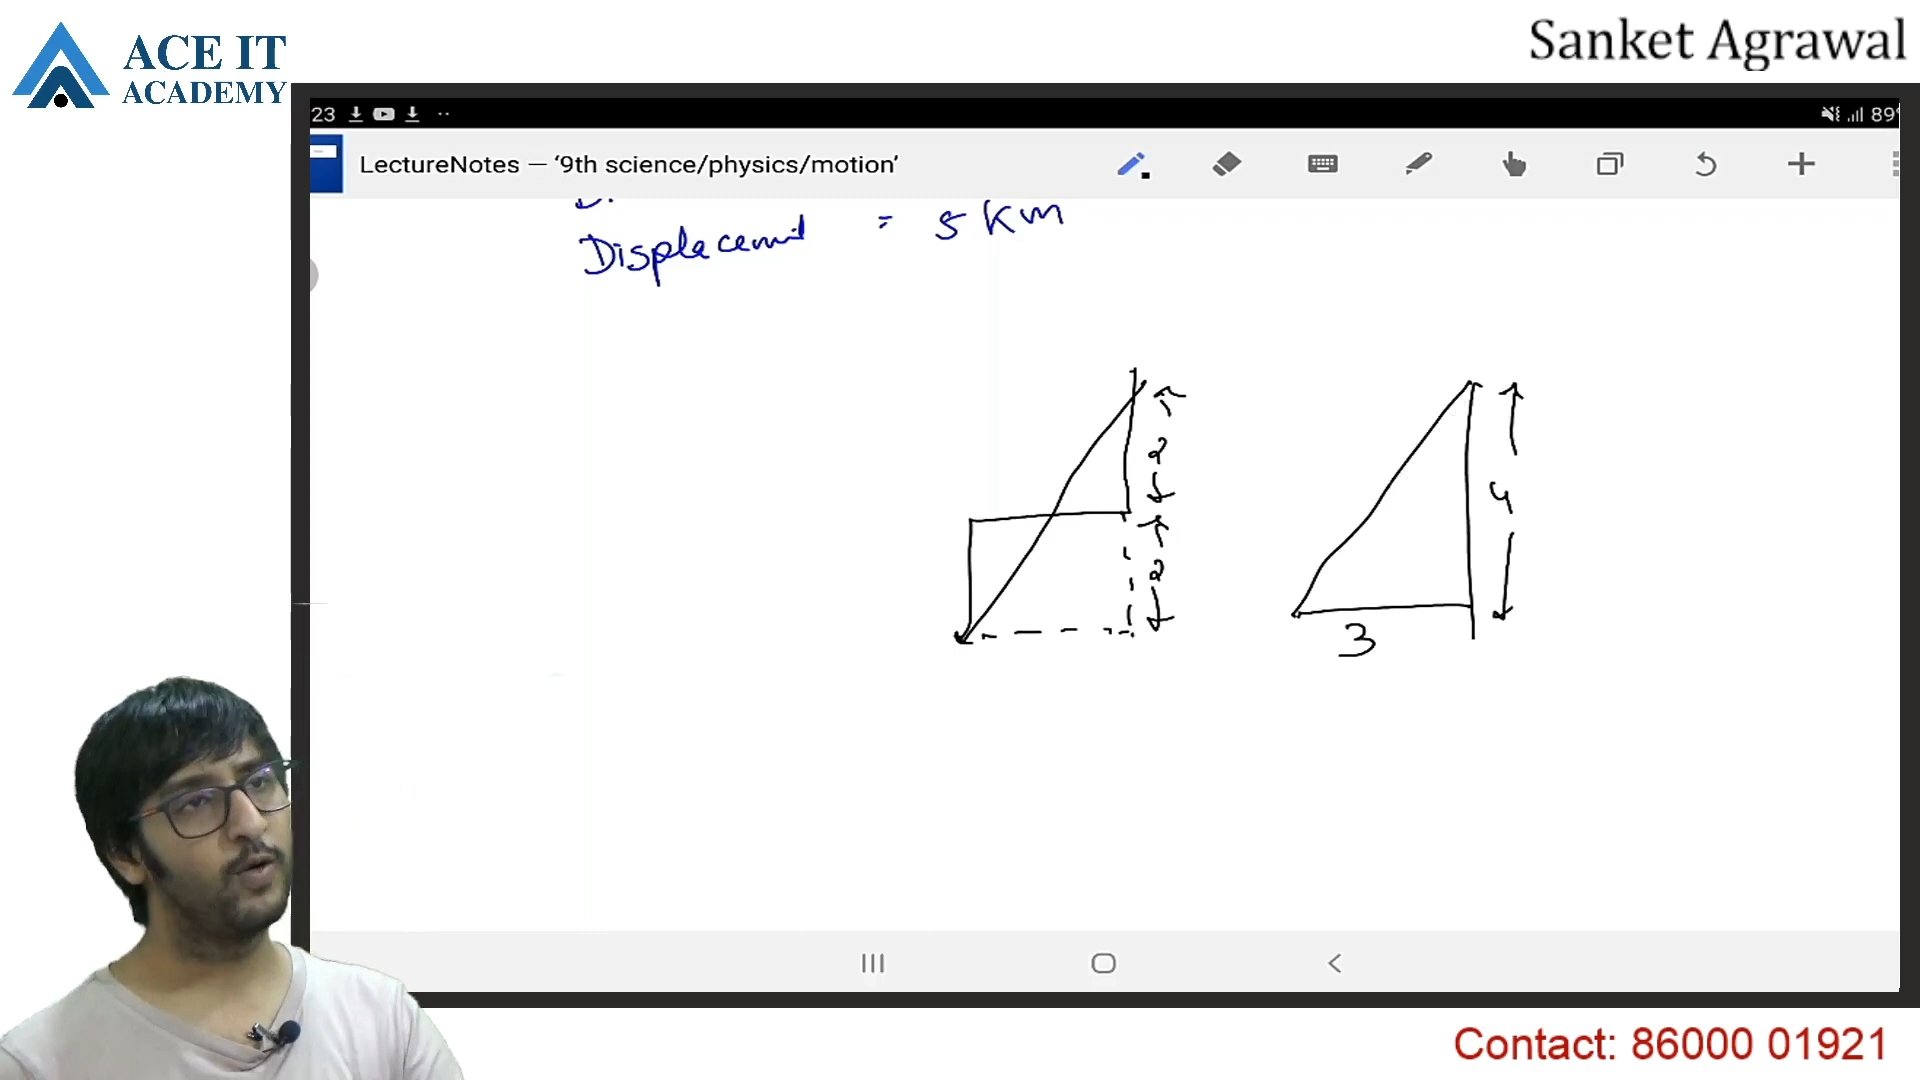 ACE IT
ACADEMY
Sanket Agrawal
23
89
LectureNotes — ‘9th science/physics/motion’
Displacemnt = 5 Km
2
2
4
3
Contact: 86000 01921